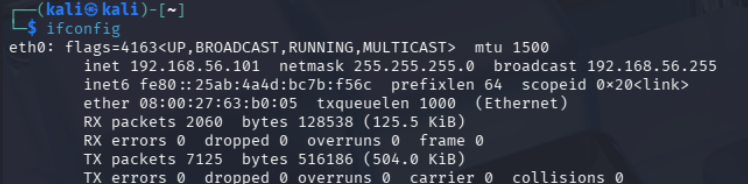 (kali㉿kali)-[~]
$ ifconfig
eth0: flags=4163<UP,BROADCAST,RUNNING,MULTICAST>  mtu 1500
inet 192.168.56.101  netmask 255.255.255.0  broadcast 192.168.56.255
inet6 fe80::25ab:4a4d:bc7b:f56c  prefixlen 64  scopeid 0×20<link>
ether 08:00:27:63:b0:05  txqueuelen 1000  (Ethernet)
RX packets 2060  bytes 128538 (125.5 KiB)
RX errors 0  dropped 0  overruns 0  frame 0
TX packets 7125  bytes 516186 (504.0 KiB)
TX errors 0  dropped 0 overruns 0  carrier 0  collisions 0